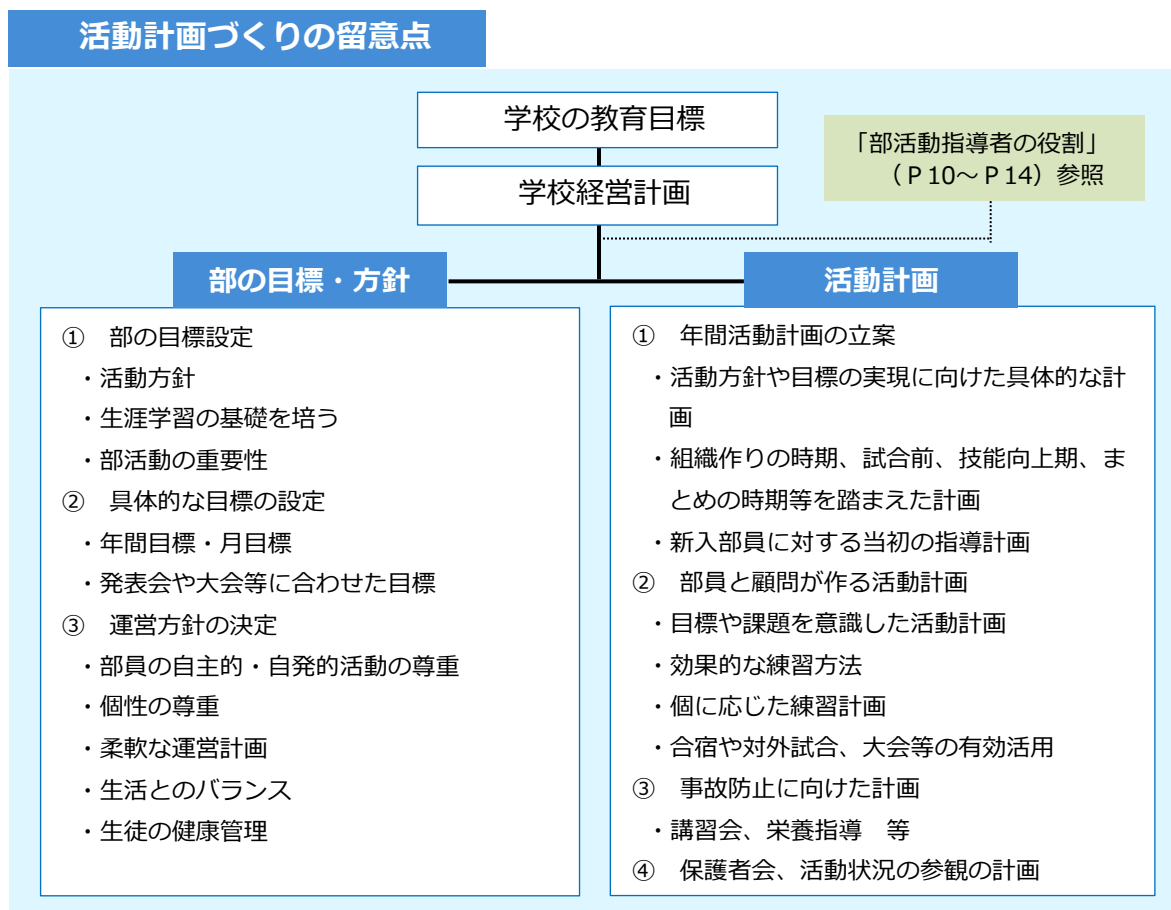 活動計画づくりの留意点
学校の教育目標
学校経営計画
「部活動指導者の役割」
（Ｐ10～Ｐ14）参照
部の目標・方針
① 部の目標設定
・活動方針
・生涯学習の基礎を培う
・部活動の重要性
② 具体的な目標の設定
・年間目標・月目標
・発表会や大会等に合わせた目標
③ 運営方針の決定
・部員の自主的・自発的活動の尊重
・個性の尊重
・柔軟な運営計画
・生活とのバランス
・生徒の健康管理
活動計画
① 年間活動計画の立案
・活動方針や目標の実現に向けた具体的な計
画
・組織作りの時期、試合前、技能向上期、ま
とめの時期等を踏まえた計画
・新入部員に対する当初の指導計画
② 部員と顧問が作る活動計画
・目標や課題を意識した活動計画
・効果的な練習方法
・個に応じた練習計画
・合宿や対外試合、大会等の有効活用
③ 事故防止に向けた計画
・講習会、栄養指導 等
④ 保護者会、活動状況の参観の計画